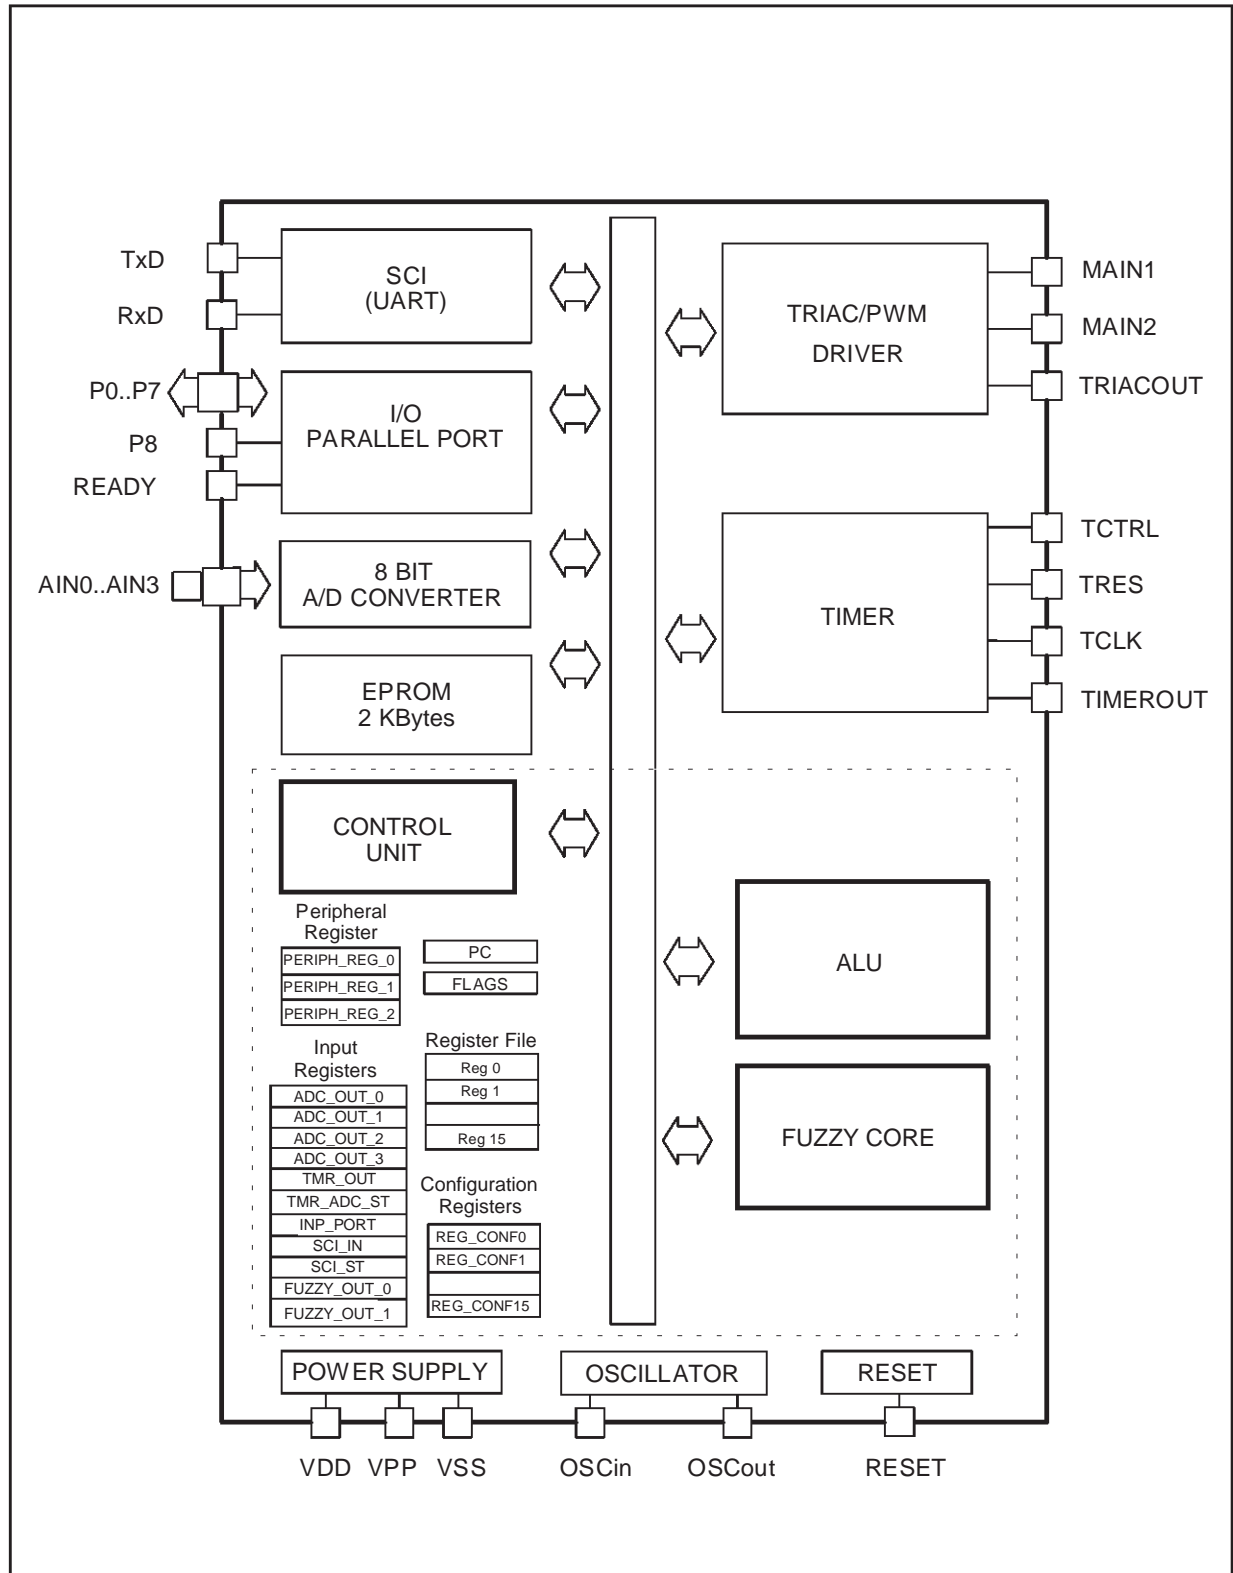 TxD
RxD
P0..P7
P8
READY
AIN0..AIN3
SCI
(UART)
I/O
PARALLEL PORT
8 BIT
A/D CONVERTER
EPROM
2 KBytes
TRIAC/PWM
DRIVER
MAIN1
MAIN2
TRIACOUT
TIMER
TCTRL
TRES
TCLK
TIMEROUT
CONTROL
UNIT
Peripheral
Register
PERIPH_REG_0
PERIPH_REG_1
PERIPH_REG_2
PC
FLAGS
Input
Registers
ADC_OUT_0
ADC_OUT_1
ADC_OUT_2
ADC_OUT_3
TMR_OUT
TMR_ADC_ST
INP_PORT
SCI_IN
SCI_ST
FUZZY_OUT_0
FUZZY_OUT_1
Register File
Reg 0
Reg 1
Reg 15
Configuration
Registers
REG_CONF0
REG_CONF1
REG_CONF15
ALU
FUZZY CORE
POWER SUPPLY
OSCILLATOR
RESET
VDD
VPP
VSS
OSCin
OSCout
RESET